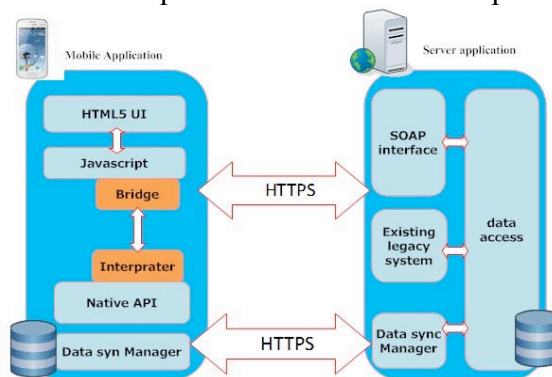 Mobile Application
HTML5 UI
Javascript
Bridge
Interprater
Native API
Data syn Manager
HTTPS
HTTPS
Server application
SOAP
interface
Existing
legacy
system
Data sync
Manager
data
access